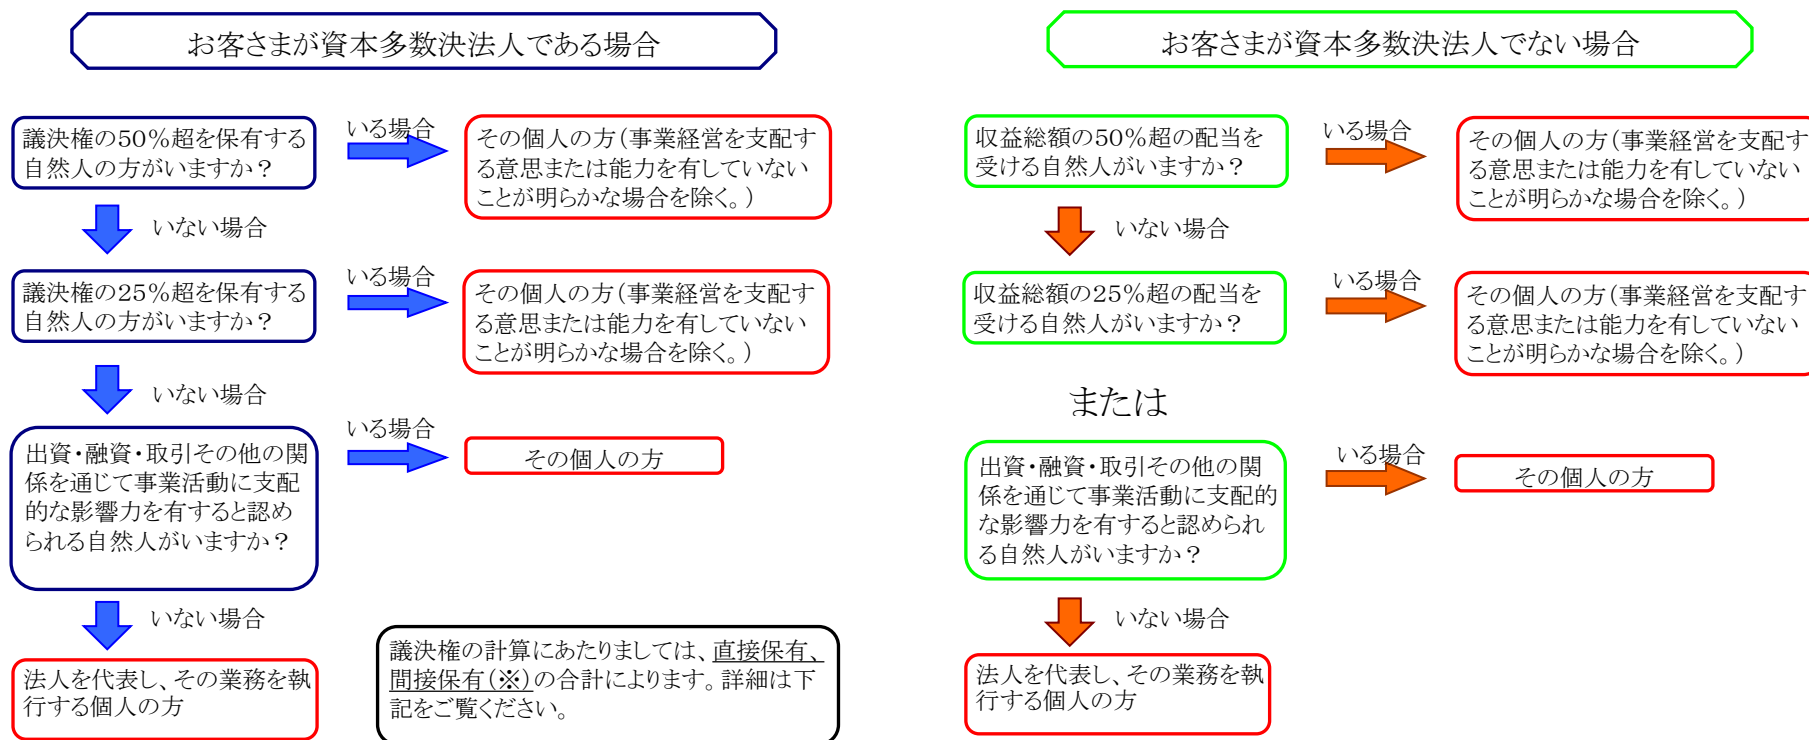 お客さまが資本多数決法人である場合
議決権の50％超を保有する
自然人の方がいますか？
いる場合
その個人の方（事業経営を支配す
る意思または能力を有していない
ことが明らかな場合を除く。）
いない場合
議決権の25％超を保有する
自然人の方がいますか？
いる場合
その個人の方（事業経営を支配す
る意思または能力を有していない
ことが明らかな場合を除く。）
いない場合
出資・融資・取引その他の関
係を通じて事業活動に支配
的な影響力を有すると認め
られる自然人がいますか？
いる場合
その個人の方
いない場合
法人を代表し、その業務を執
行する個人の方
議決権の計算にあたりましては、直接保有、
間接保有（※）の合計によります。詳細は下
記をご覧ください。
お客さまが資本多数決法人でない場合
収益総額の50％超の配当を
受ける自然人がいますか？
いる場合
その個人の方（事業経営を支配す
る意思または能力を有していない
ことが明らかな場合を除く。）
いない場合
収益総額の25％超の配当を
受ける自然人がいますか？
いる場合
その個人の方（事業経営を支配す
る意思または能力を有していない
ことが明らかな場合を除く。）
または
出資・融資・取引その他の関
係を通じて事業活動に支配的
な影響力を有すると認められ
る自然人がいますか？
いる場合
その個人の方
いない場合
法人を代表し、その業務を執
行する個人の方